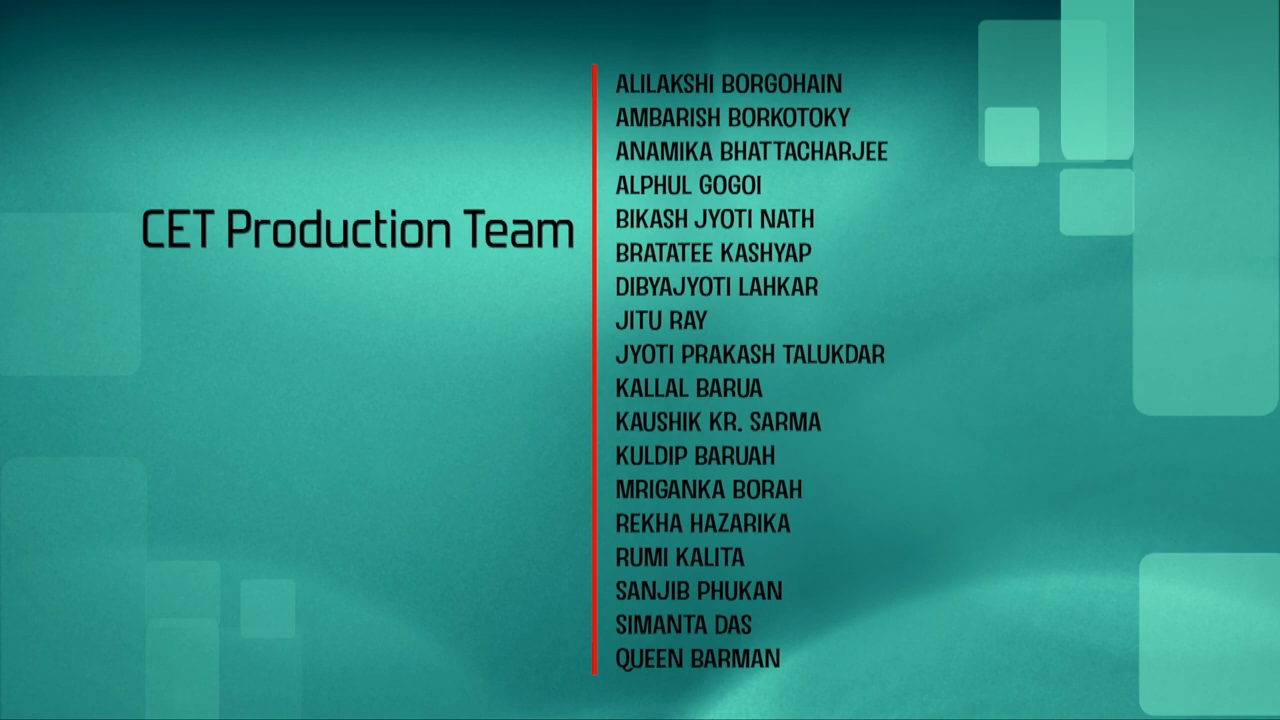 CET Production Team
ALILAKSHI BORGOHAIN
AMBARISH BORKOTOKY
ANAMIKA BHATTACHARJEE
ALPHUL GOGOI
BIKASH JYOTI NATH
BRATATEE KASHYAP
DIBYAJYOTI LAHKAR
JITU RAY
JYOTI PRAKASH TALUKDAR
KALLAL BARUA
KAUSHIK KR. SARMA
KULDIP BARUAH
MRIGANKA BORAH
REKHA HAZARIKA
RUMI KALITA
SANJIB PHUKAN
SIMANTA DAS
QUEEN BARMAN